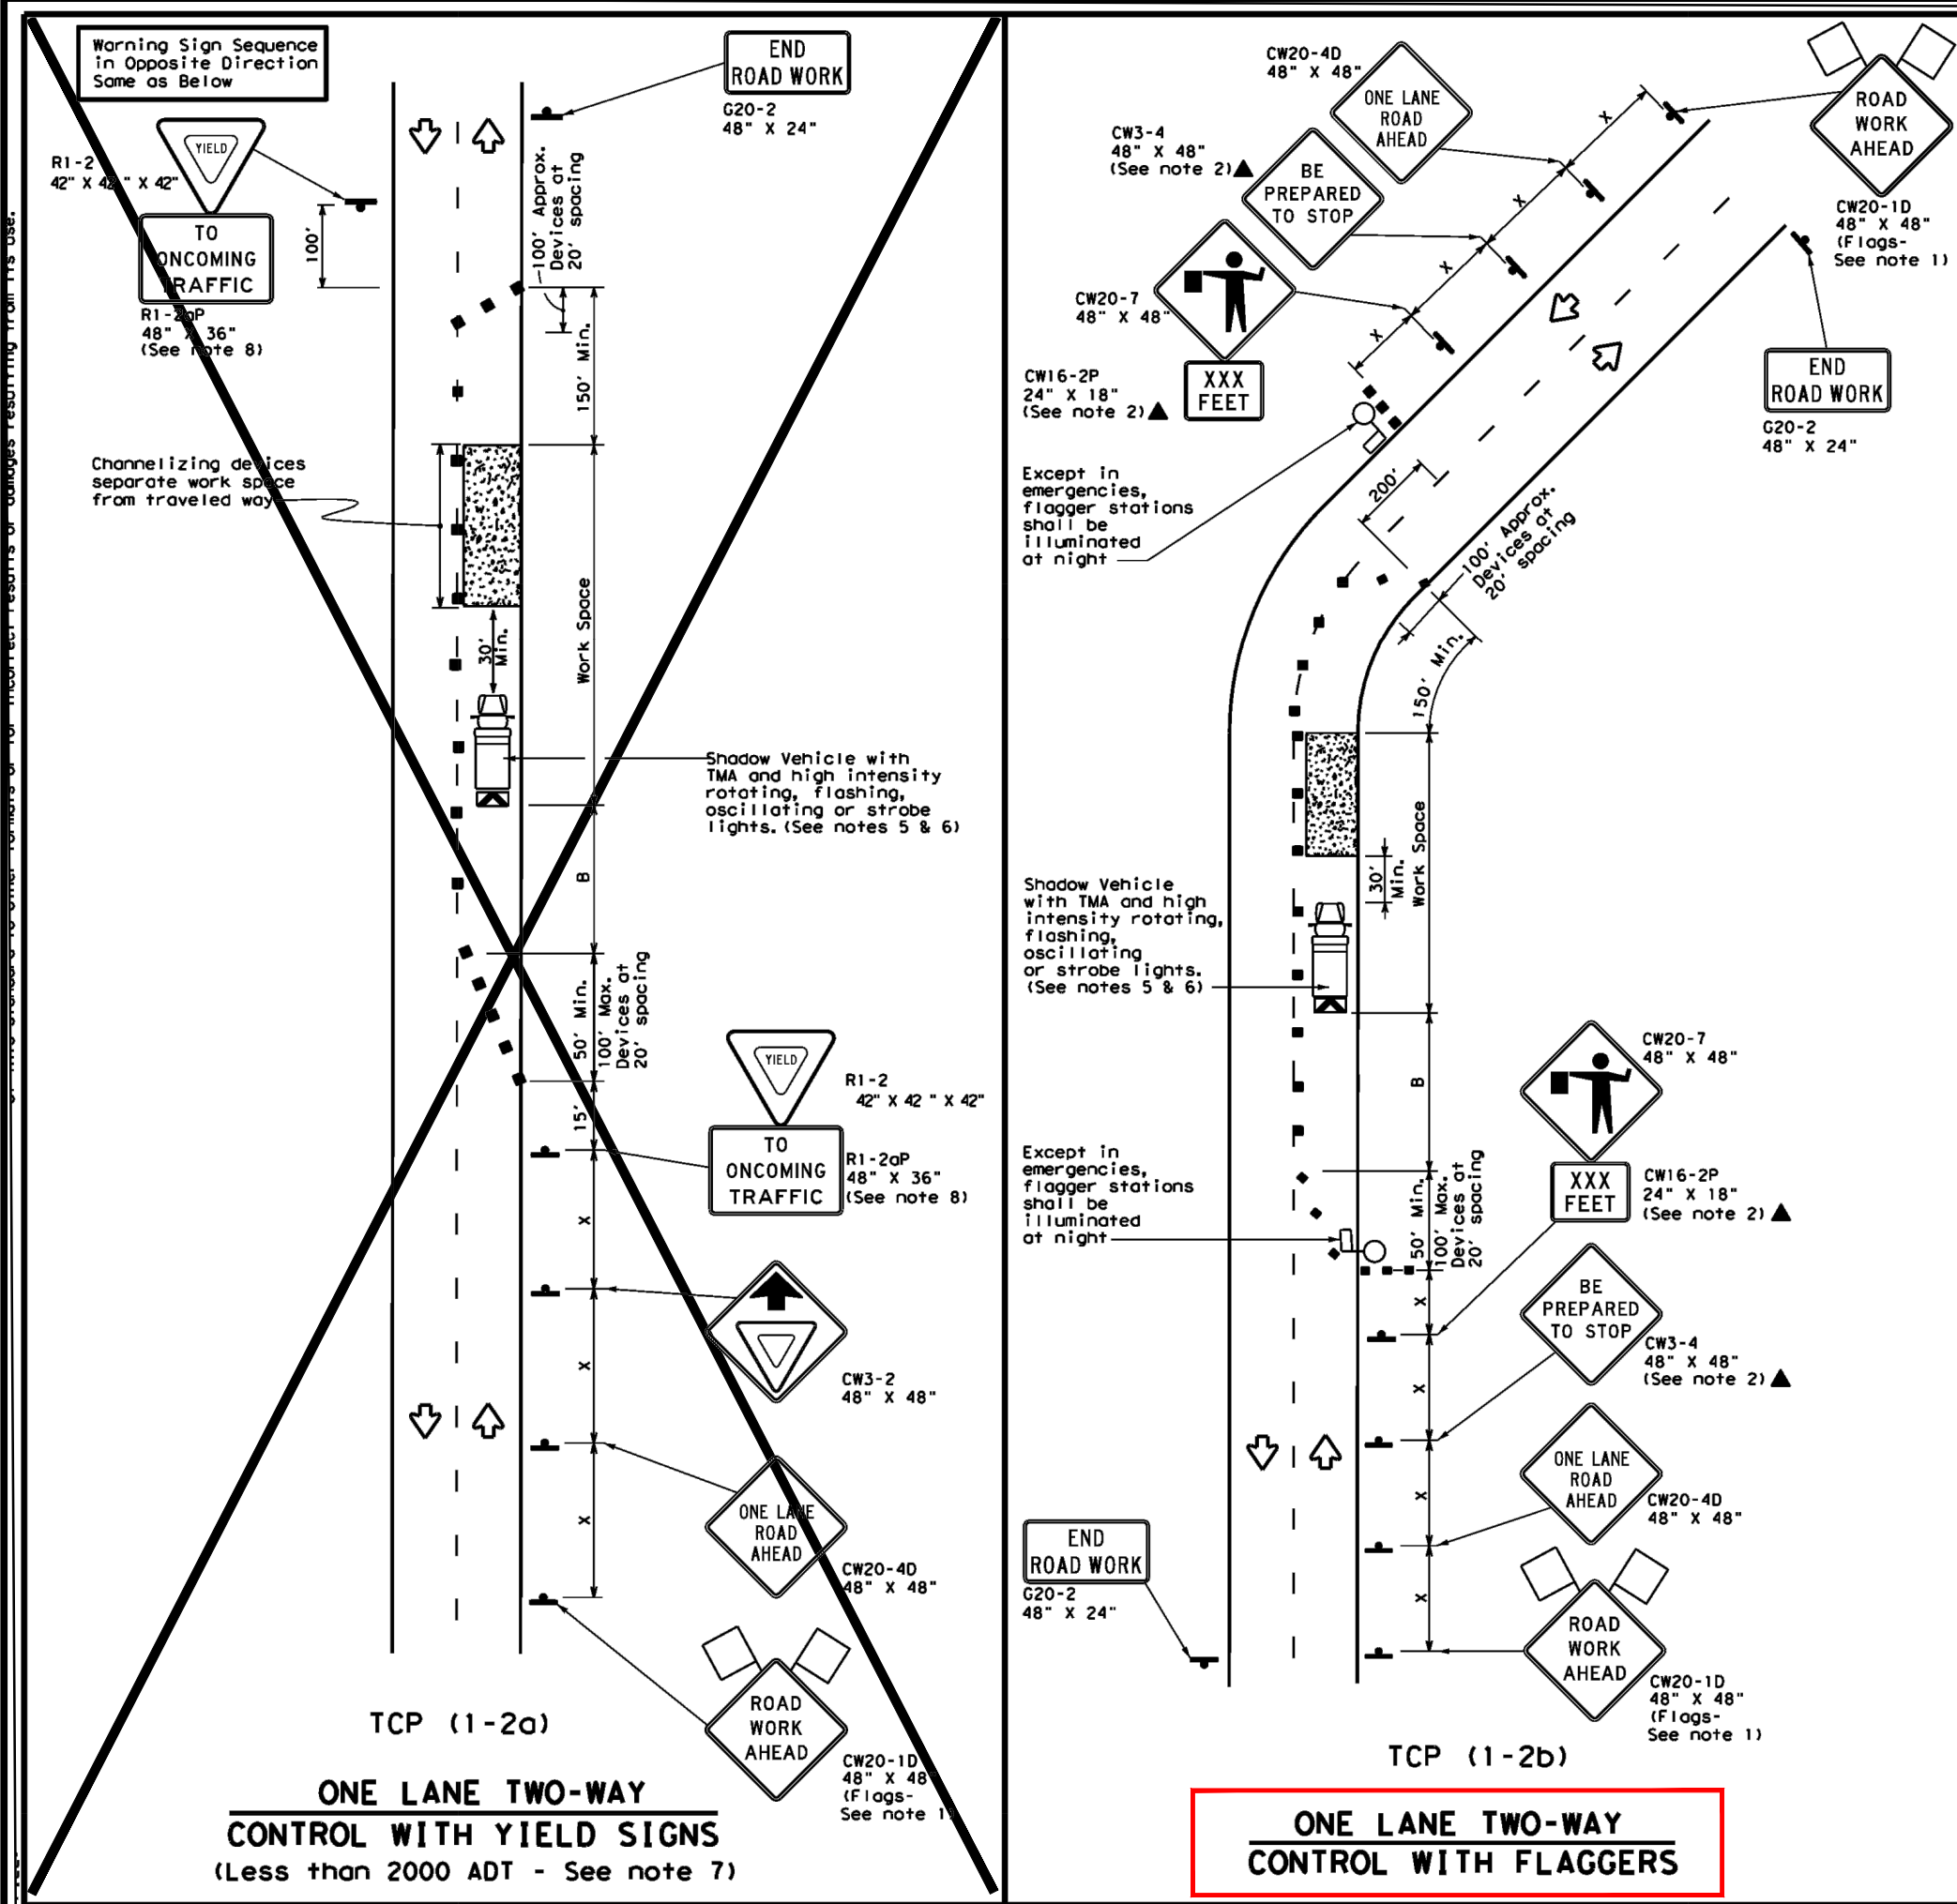 Warning Sign Sequence
in Opposite Direction
Same as Below
END
ROAD WORK
G20-2
48" X 24"
YIELD
R1-2
42" X 42 " X 42"
TO
ONCOMING
TRAFFIC
R1-2aP
48" X 36"
(See note 8)
100'
100' Approx.
Devices at
20' spacing
150' Min.
Channelizing devices
separate work space
from traveled way
30'
Min.
Work Space
Shadow Vehicle with
TMA and high intensity
rotating, flashing,
oscillating or strobe
lights. (See notes 5 & 6)
B
50' Min.
100' Max.
Devices at
20' spacing
15'
YIELD
R1-2
42" X 42 " X 42"
TO
ONCOMING
TRAFFIC
R1-2aP
48" X 36"
(See note 8)
X
CW3-2
48" X 48"
X
ONE LANE
ROAD
AHEAD
CW20-4D
48" X 48"
X
ROAD
WORK
AHEAD
CW20-1D
48" X 48"
(Flags-
See note 1)
TCP (1-2a)
ONE LANE TWO-WAY
CONTROL WITH YIELD SIGNS
(Less than 2000 ADT - See note 7)
CW20-4D
48" X 48"
ONE LANE
ROAD
AHEAD
ROAD
WORK
AHEAD
CW20-1D
48" X 48"
(Flags-
See note 1)
CW3-4
48" X 48"
(See note 2)
BE
PREPARED
TO STOP
X
X
X
X
CW20-7
48" X 48"
CW16-2P
24" X 18"
(See note 2)
XXX
FEET
END
ROAD WORK
G20-2
48" X 24"
Except in
emergencies,
flagger stations
shall be
illuminated
at night
200'
100' Approx.
Devices at
20' spacing
150' Min.
30'
Min.
Work Space
Shadow Vehicle
with TMA and high
intensity rotating,
flashing,
oscillating
or strobe lights.
(See notes 5 & 6)
B
CW20-7
48" X 48"
XXX
FEET
CW16-2P
24" X 18"
(See note 2)
Except in
emergencies,
flagger stations
shall be
illuminated
at night
50' Min.
100' Max.
Devices at
20' spacing
X
BE
PREPARED
TO STOP
CW3-4
48" X 48"
(See note 2)
X
ONE LANE
ROAD
AHEAD
CW20-4D
48" X 48"
X
END
ROAD WORK
G20-2
48" X 24"
X
ROAD
WORK
AHEAD
CW20-1D
48" X 48"
(Flags-
See note 1)
TCP (1-2b)
ONE LANE TWO-WAY
CONTROL WITH FLAGGERS